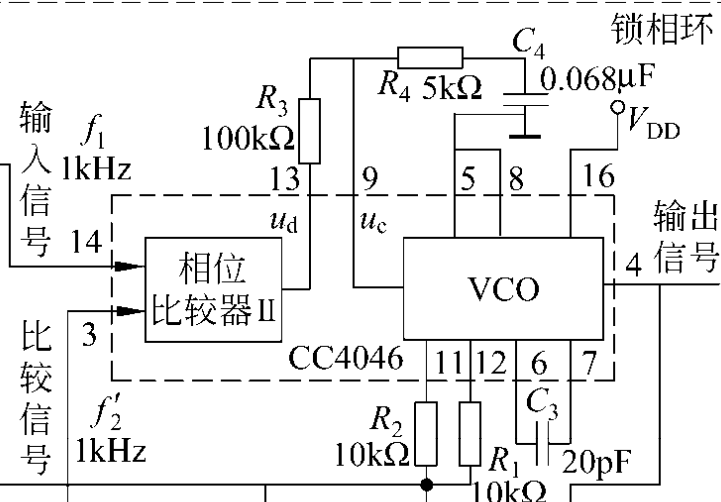 锁相环
C4
0.068μF
R4 5kΩ
R3
100kΩ
VDD
输入信号
f1
1kHz
13 9 5 8 16
ud uc
14
相位
比较器Ⅱ
VCO
4
输出
信号
3
CC4046
11 12 6 7
比较信号
f2′
1kHz
R2
10kΩ
R1
10kΩ
C3
20pF